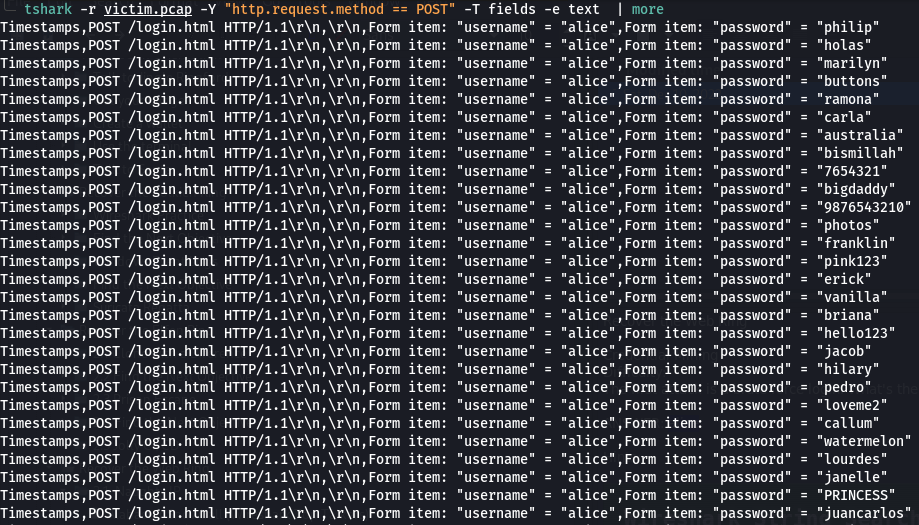 tshark -r victim.pcap -Y "http.request.method == POST" -T fields -e text  | more
Timestamps,POST /login.html HTTP/1.1\r\n,\r\n,Form item: "username" = "alice",Form item: "password" = "philip"
Timestamps,POST /login.html HTTP/1.1\r\n,\r\n,Form item: "username" = "alice",Form item: "password" = "holas"
Timestamps,POST /login.html HTTP/1.1\r\n,\r\n,Form item: "username" = "alice",Form item: "password" = "marilyn"
Timestamps,POST /login.html HTTP/1.1\r\n,\r\n,Form item: "username" = "alice",Form item: "password" = "buttons"
Timestamps,POST /login.html HTTP/1.1\r\n,\r\n,Form item: "username" = "alice",Form item: "password" = "ramona"
Timestamps,POST /login.html HTTP/1.1\r\n,\r\n,Form item: "username" = "alice",Form item: "password" = "carla"
Timestamps,POST /login.html HTTP/1.1\r\n,\r\n,Form item: "username" = "alice",Form item: "password" = "australia"
Timestamps,POST /login.html HTTP/1.1\r\n,\r\n,Form item: "username" = "alice",Form item: "password" = "bismillah"
Timestamps,POST /login.html HTTP/1.1\r\n,\r\n,Form item: "username" = "alice",Form item: "password" = "7654321"
Timestamps,POST /login.html HTTP/1.1\r\n,\r\n,Form item: "username" = "alice",Form item: "password" = "bigdaddy"
Timestamps,POST /login.html HTTP/1.1\r\n,\r\n,Form item: "username" = "alice",Form item: "password" = "9876543210"
Timestamps,POST /login.html HTTP/1.1\r\n,\r\n,Form item: "username" = "alice",Form item: "password" = "photos"
Timestamps,POST /login.html HTTP/1.1\r\n,\r\n,Form item: "username" = "alice",Form item: "password" = "franklin"
Timestamps,POST /login.html HTTP/1.1\r\n,\r\n,Form item: "username" = "alice",Form item: "password" = "pink123"
Timestamps,POST /login.html HTTP/1.1\r\n,\r\n,Form item: "username" = "alice",Form item: "password" = "erick"
Timestamps,POST /login.html HTTP/1.1\r\n,\r\n,Form item: "username" = "alice",Form item: "password" = "vanilla"
Timestamps,POST /login.html HTTP/1.1\r\n,\r\n,Form item: "username" = "alice",Form item: "password" = "briana"
Timestamps,POST /login.html HTTP/1.1\r\n,\r\n,Form item: "username" = "alice",Form item: "password" = "hello123"
Timestamps,POST /login.html HTTP/1.1\r\n,\r\n,Form item: "username" = "alice",Form item: "password" = "jacob"
Timestamps,POST /login.html HTTP/1.1\r\n,\r\n,Form item: "username" = "alice",Form item: "password" = "hilary"
Timestamps,POST /login.html HTTP/1.1\r\n,\r\n,Form item: "username" = "alice",Form item: "password" = "pedro"
Timestamps,POST /login.html HTTP/1.1\r\n,\r\n,Form item: "username" = "alice",Form item: "password" = "loveme2"
Timestamps,POST /login.html HTTP/1.1\r\n,\r\n,Form item: "username" = "alice",Form item: "password" = "callum"
Timestamps,POST /login.html HTTP/1.1\r\n,\r\n,Form item: "username" = "alice",Form item: "password" = "watermelon"
Timestamps,POST /login.html HTTP/1.1\r\n,\r\n,Form item: "username" = "alice",Form item: "password" = "lourdes"
Timestamps,POST /login.html HTTP/1.1\r\n,\r\n,Form item: "username" = "alice",Form item: "password" = "janelle"
Timestamps,POST /login.html HTTP/1.1\r\n,\r\n,Form item: "username" = "alice",Form item: "password" = "PRINCESS"
Timestamps,POST /login.html HTTP/1.1\r\n,\r\n,Form item: "username" = "alice",Form item: "password" = "juancarlos"